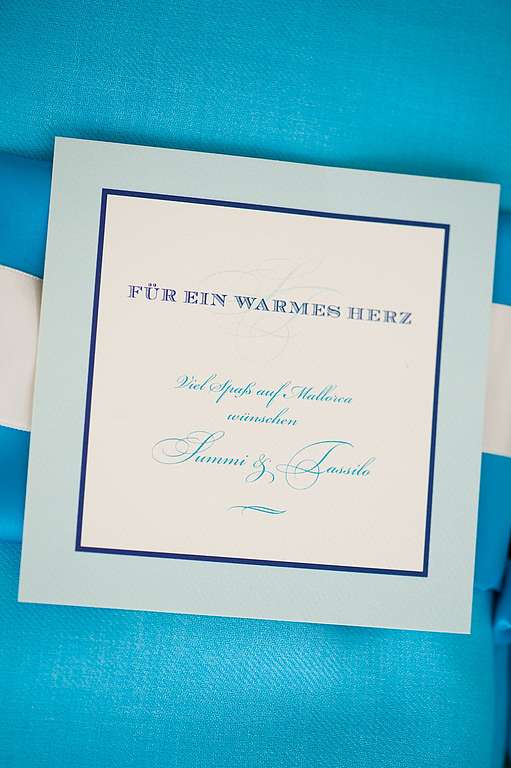 FÜR EIN WARMES HERZ
Viel Spaß auf Mallorca
wünschen
Summi & Tassilo